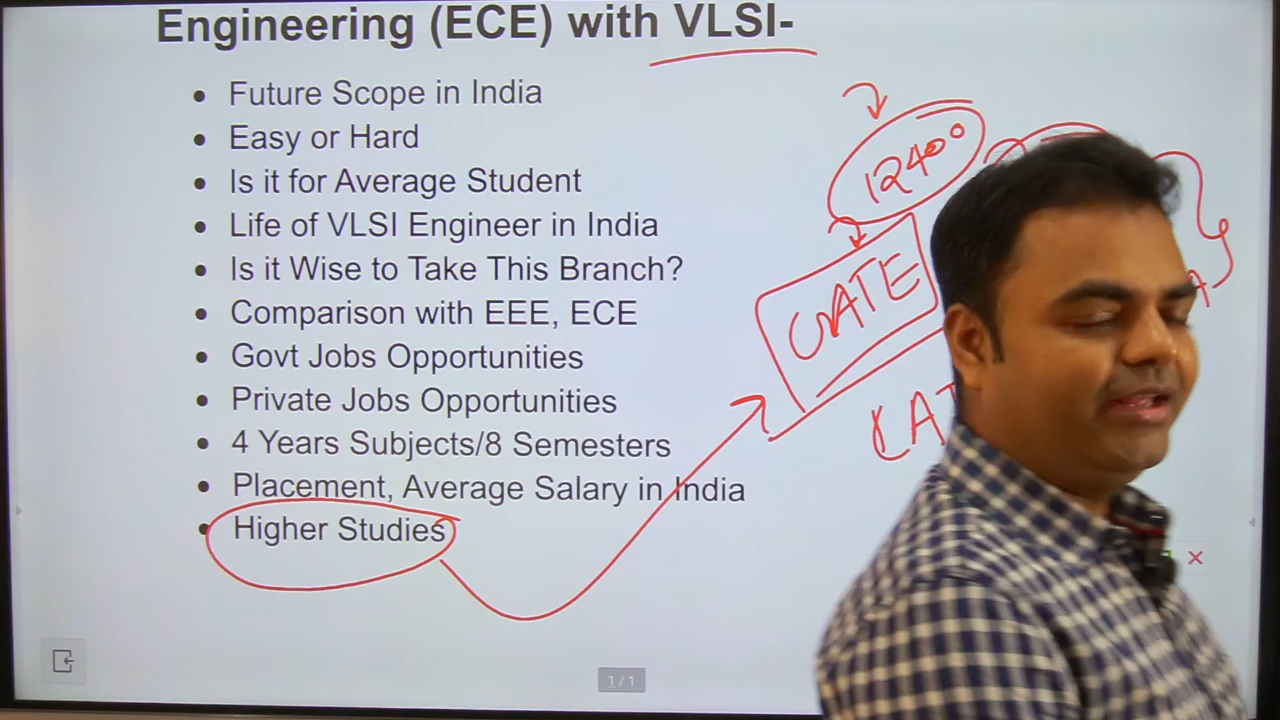 Engineering (ECE) with VLSI-
• Future Scope in India
• Easy or Hard
• Is it for Average Student
• Life of VLSI Engineer in India
• Is it Wise to Take This Branch?
• Comparison with EEE, ECE
• Govt Jobs Opportunities
• Private Jobs Opportunities
• 4 Years Subjects/8 Semesters
• Placement, Average Salary in India
• Higher Studies
12400
GATE
1/1